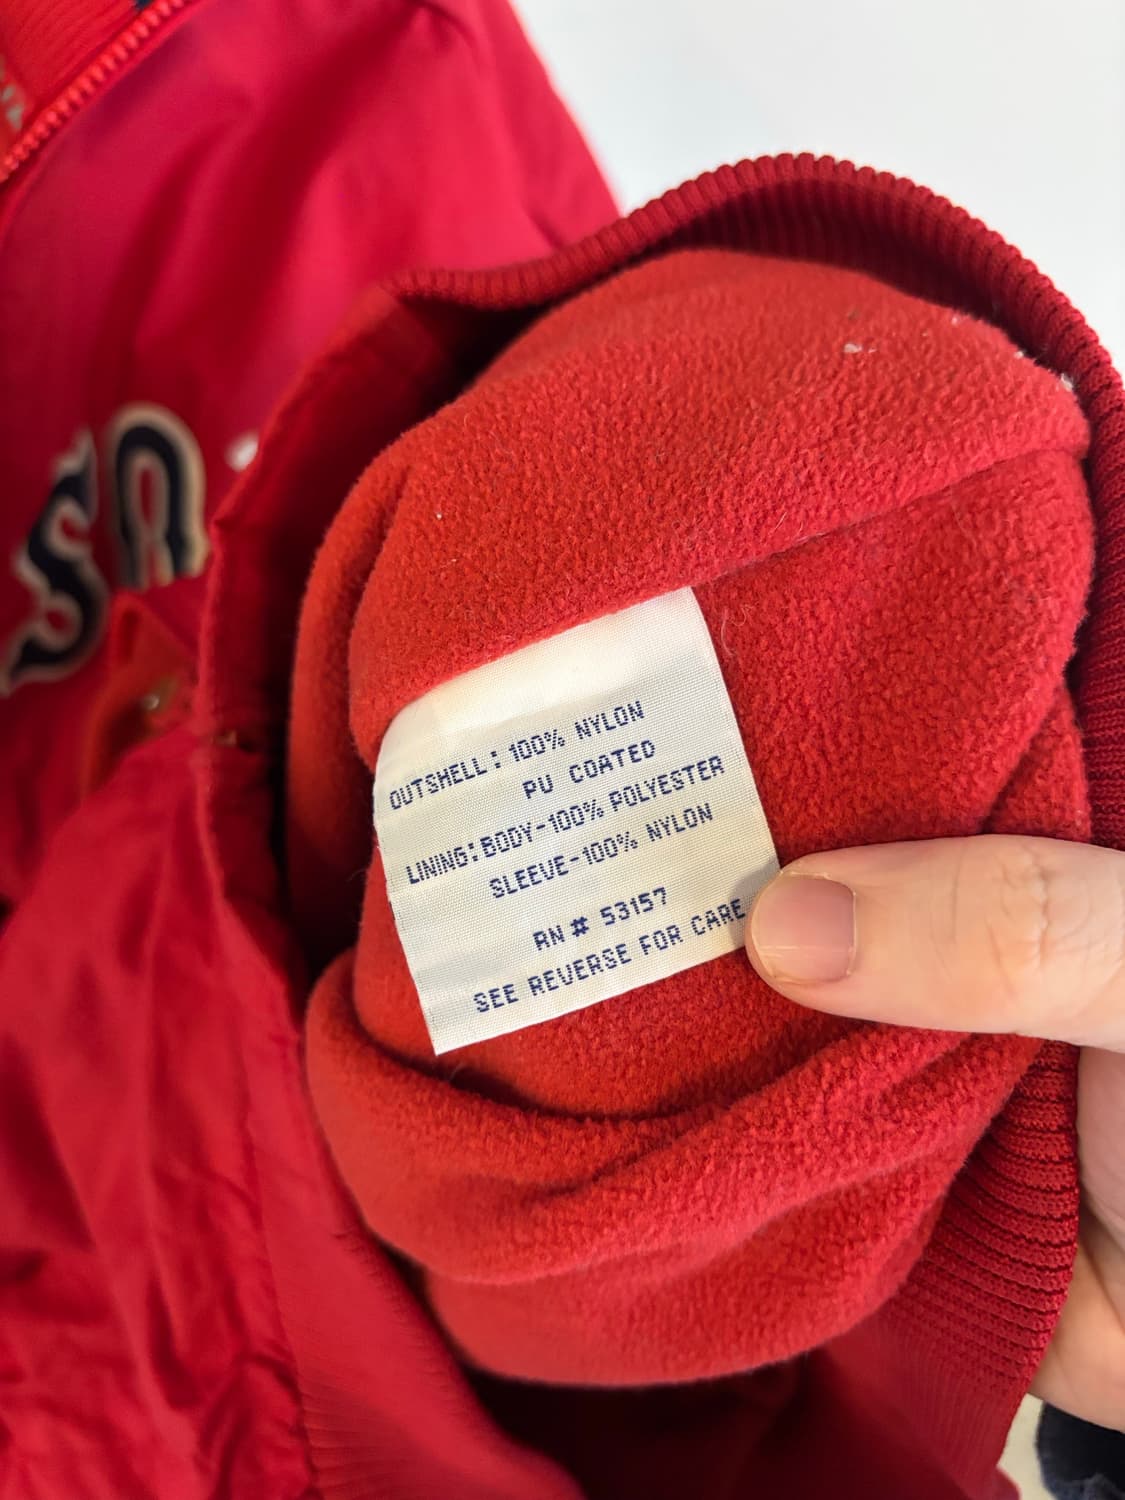 OUTSHELL: 100% NYLON
PU COATED
LINING: BODY-100% POLYESTER
SLEEVE-100% NYLON
RN # 53157
SEE REVERSE FOR CARE